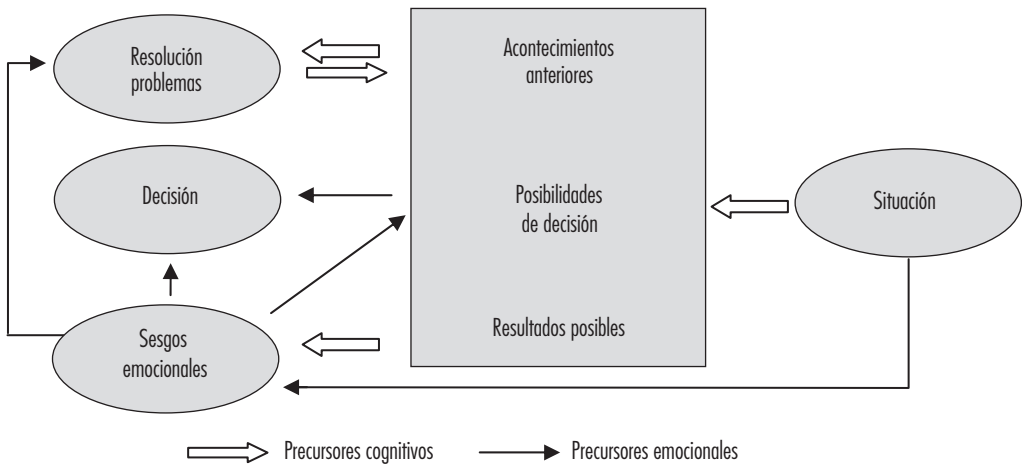 Resolución
problemas
Acontecimientos
anteriores
Decisión
Posibilidades
de decisión
Situación
Sesgos
emocionales
Resultados posibles
Precursores cognitivos
Precursores emocionales